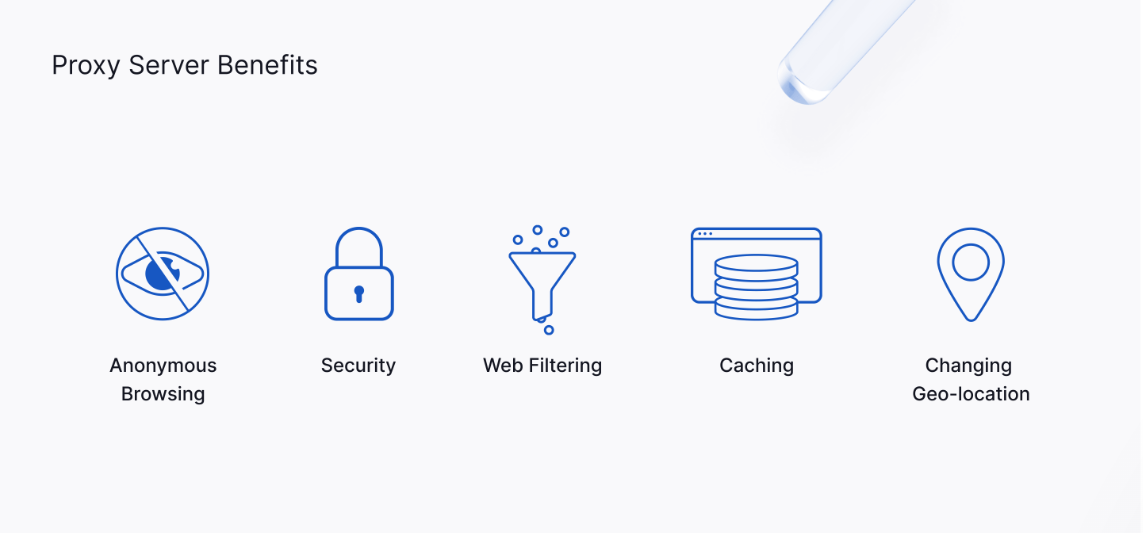 Proxy Server Benefits
Anonymous
Browsing
Security
Web Filtering
Caching
Changing
Geo-location